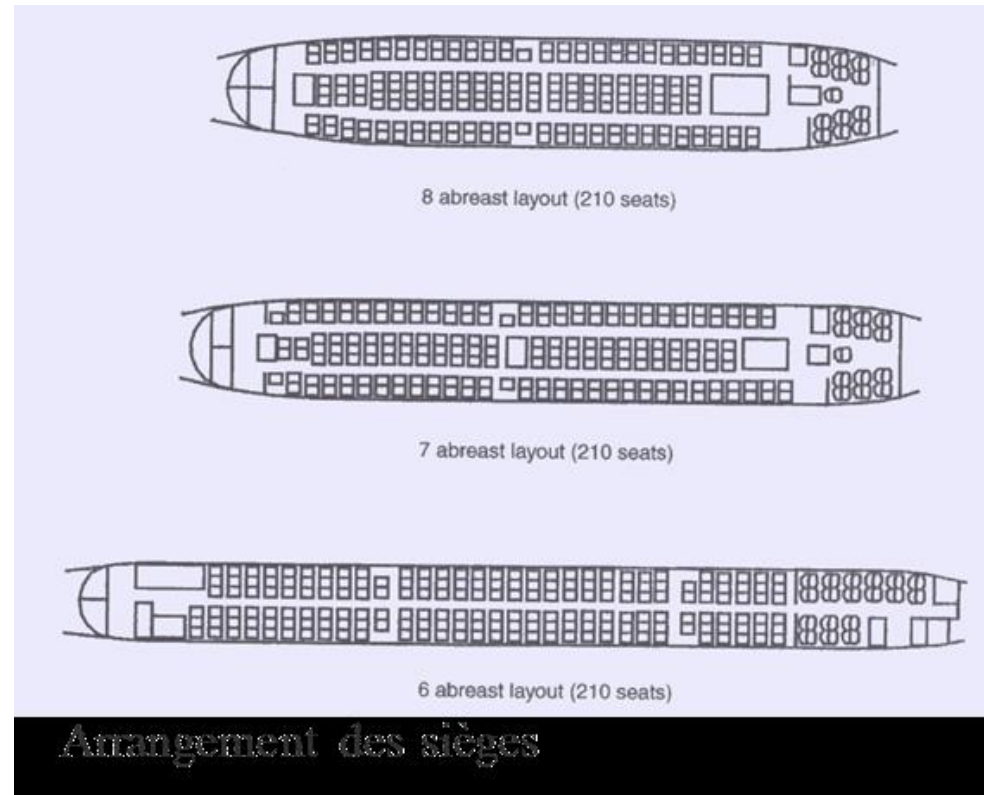 8 abreast layout (210 seats)
7 abreast layout (210 seats)
6 abreast layout (210 seats)
Arrangement des sièges